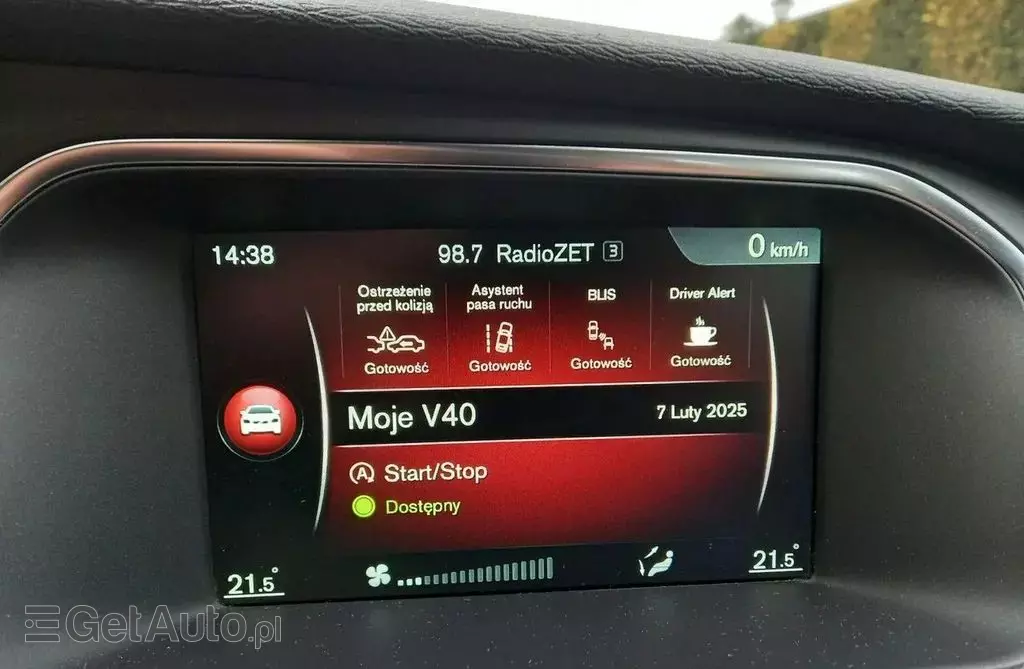 14:38
98.7 RadioZET 3
0 km/h
Ostrzeżenie
przed kolizją
Gotowość
Asystent
pasa ruchu
Gotowość
BLIS
Gotowość
Driver Alert
Gotowość
Moje V40
7 Luty 2025
A Start/Stop
Dostępny
21.5°
21.5°
GetAuto.pl